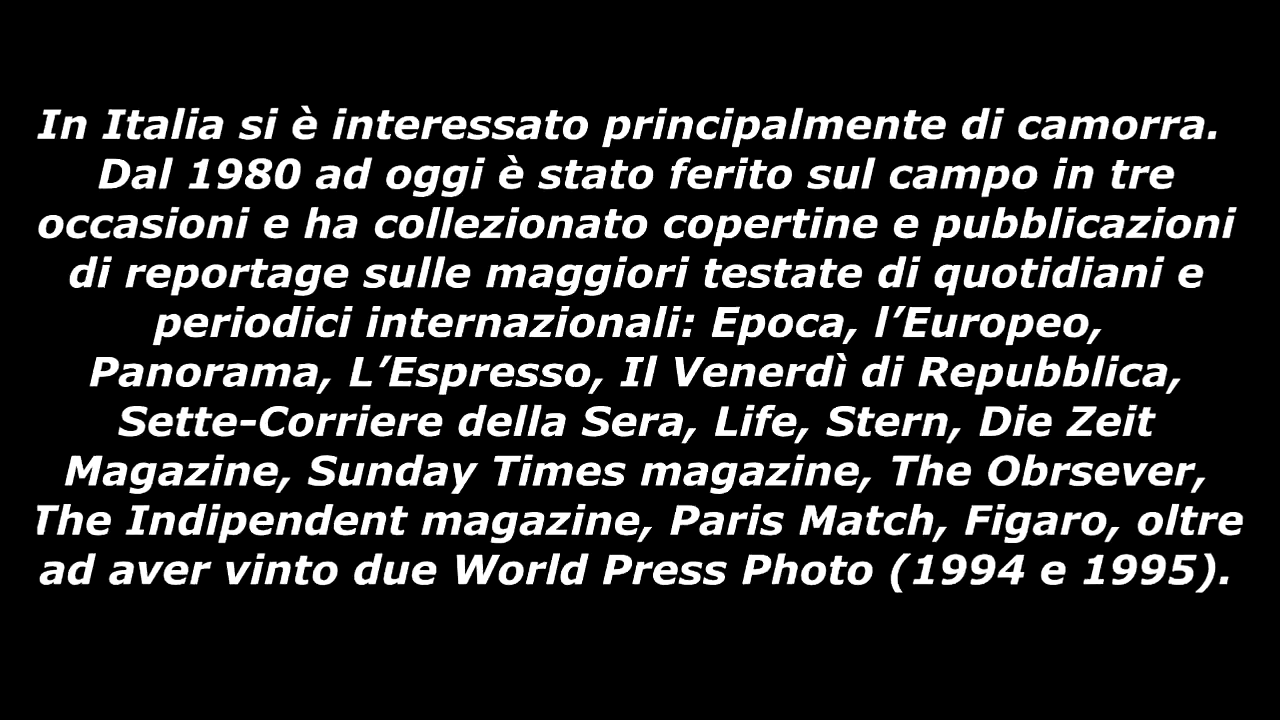 In Italia si è interessato principalmente di camorra.
Dal 1980 ad oggi è stato ferito sul campo in tre
occasioni e ha collezionato copertine e pubblicazioni
di reportage sulle maggiori testate di quotidiani e
periodici internazionali: Epoca, l’Europeo,
Panorama, L’Espresso, Il Venerdì di Repubblica,
Sette-Corriere della Sera, Life, Stern, Die Zeit
Magazine, Sunday Times magazine, The Obrsever,
The Indipendent magazine, Paris Match, Figaro, oltre
ad aver vinto due World Press Photo (1994 e 1995).